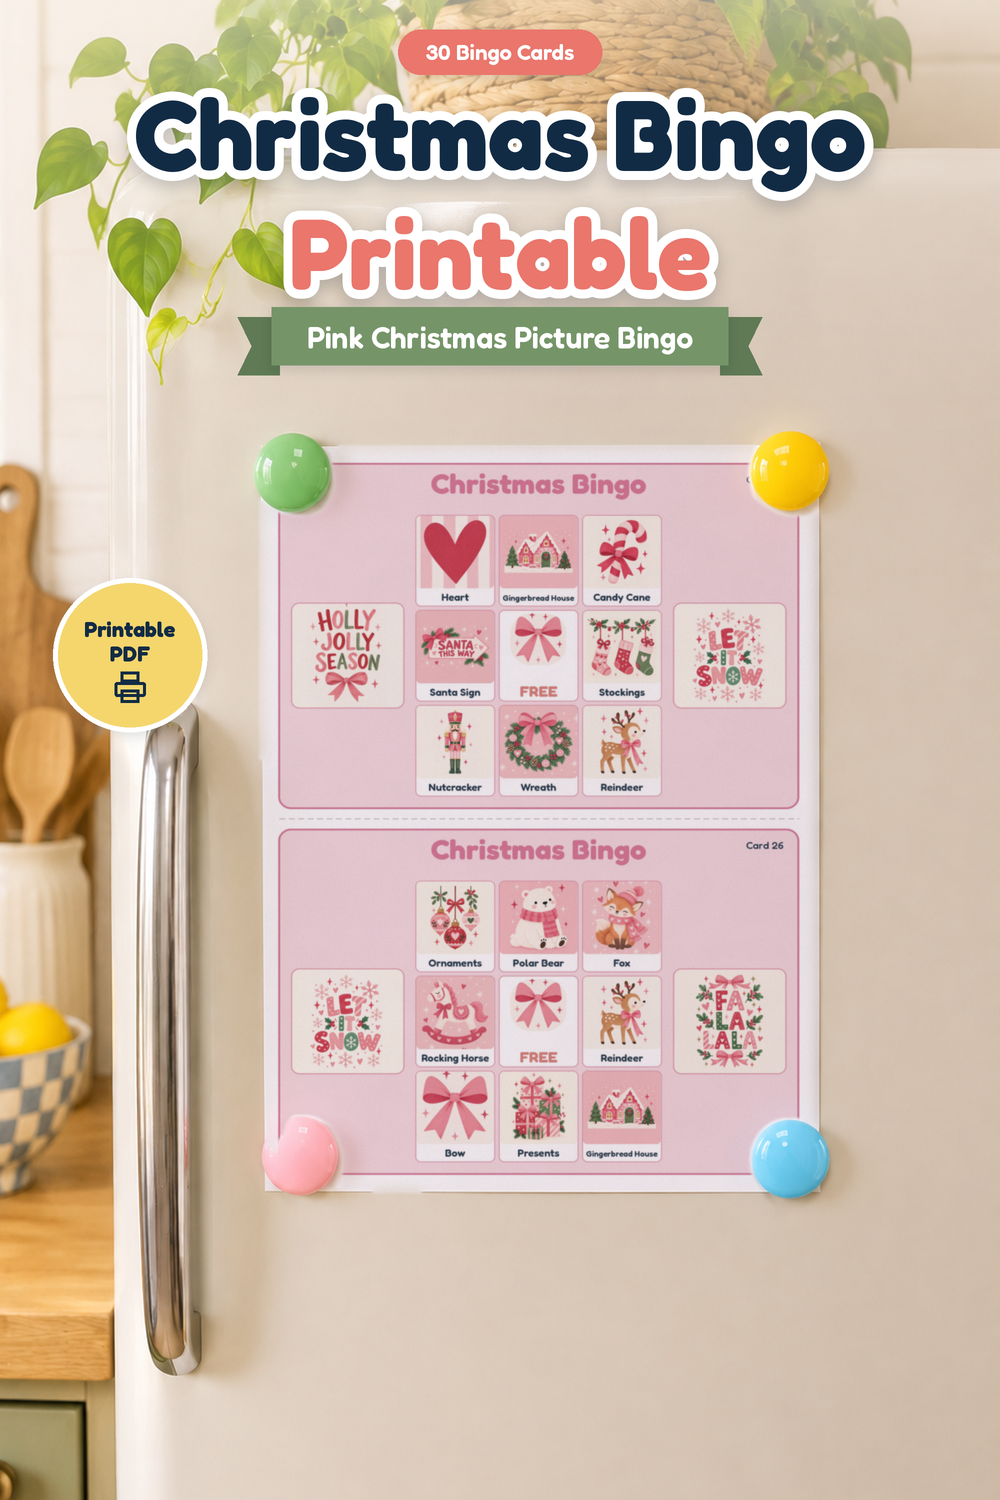 30 Bingo Cards
Christmas Bingo
Printable
Pink Christmas Picture Bingo
Printable
PDF
Christmas Bingo
Heart
Gingerbread House
Candy Cane
HOLLY
JOLLY
SEASON
SANTA
THIS WAY
LET
IT
SNOW
Santa Sign
FREE
Stockings
Nutcracker
Wreath
Reindeer
Christmas Bingo
Card 26
Ornaments
Polar Bear
Fox
LET
IT
SNOW
FA
LA
LALA
Rocking Horse
FREE
Reindeer
Bow
Presents
Gingerbread House